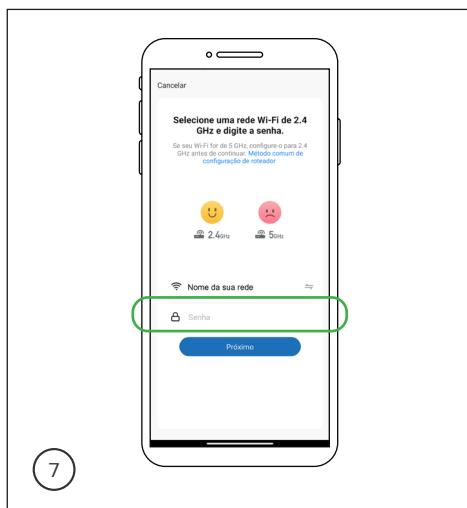 Cancelar
Selecione uma rede Wi-Fi de 2.4
GHz e digite a senha.
Se seu Wi-Fi for de 5 GHz, configure-o para 2.4
GHz antes de continuar. Método comum de
configuração de roteador
2.4GHz 5GHz
Nome da sua rede
Senha
Próximo
7